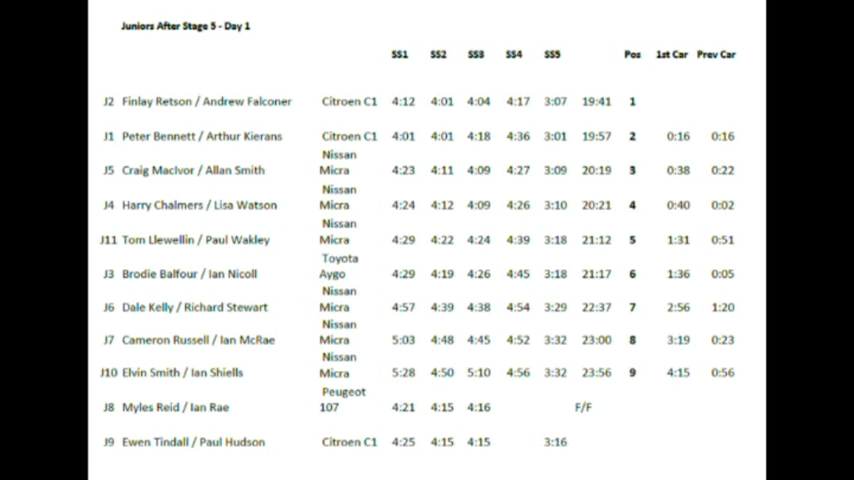 Juniors After Stage 5 - Day 1
SS1 SS2 SS3 SS4 SS5 Pos 1st Car Prev Car
J2 Finlay Retson / Andrew Falconer Citroen C1 4:12 4:01 4:04 4:17 3:07 19:41 1
J1 Peter Bennett / Arthur Kierans Citroen C1 4:01 4:01 4:18 4:36 3:01 19:57 2 0:16 0:16
Nissan
J5 Craig MacIvor / Allan Smith Micra 4:23 4:11 4:09 4:27 3:09 20:19 3 0:38 0:22
Nissan
J4 Harry Chalmers / Lisa Watson Micra 4:24 4:12 4:09 4:26 3:10 20:21 4 0:40 0:02
Nissan
J11 Tom Llewellin / Paul Wakley Micra 4:29 4:22 4:24 4:39 3:18 21:12 5 1:31 0:51
Toyota
J3 Brodie Balfour / Ian Nicoll Aygo 4:29 4:19 4:26 4:45 3:18 21:17 6 1:36 0:05
Nissan
J6 Dale Kelly / Richard Stewart Micra 4:57 4:39 4:38 4:54 3:29 22:37 7 2:56 1:20
Nissan
J7 Cameron Russell / Ian McRae Micra 5:03 4:48 4:45 4:52 3:32 23:00 8 3:19 0:23
Nissan
J10 Elvin Smith / Ian Shiells Micra 5:28 4:50 5:10 4:56 3:32 23:56 9 4:15 0:56
Peugeot
J8 Myles Reid / Ian Rae 107 4:21 4:15 4:16 F/F
J9 Ewen Tindall / Paul Hudson Citroen C1 4:25 4:15 4:15 3:16